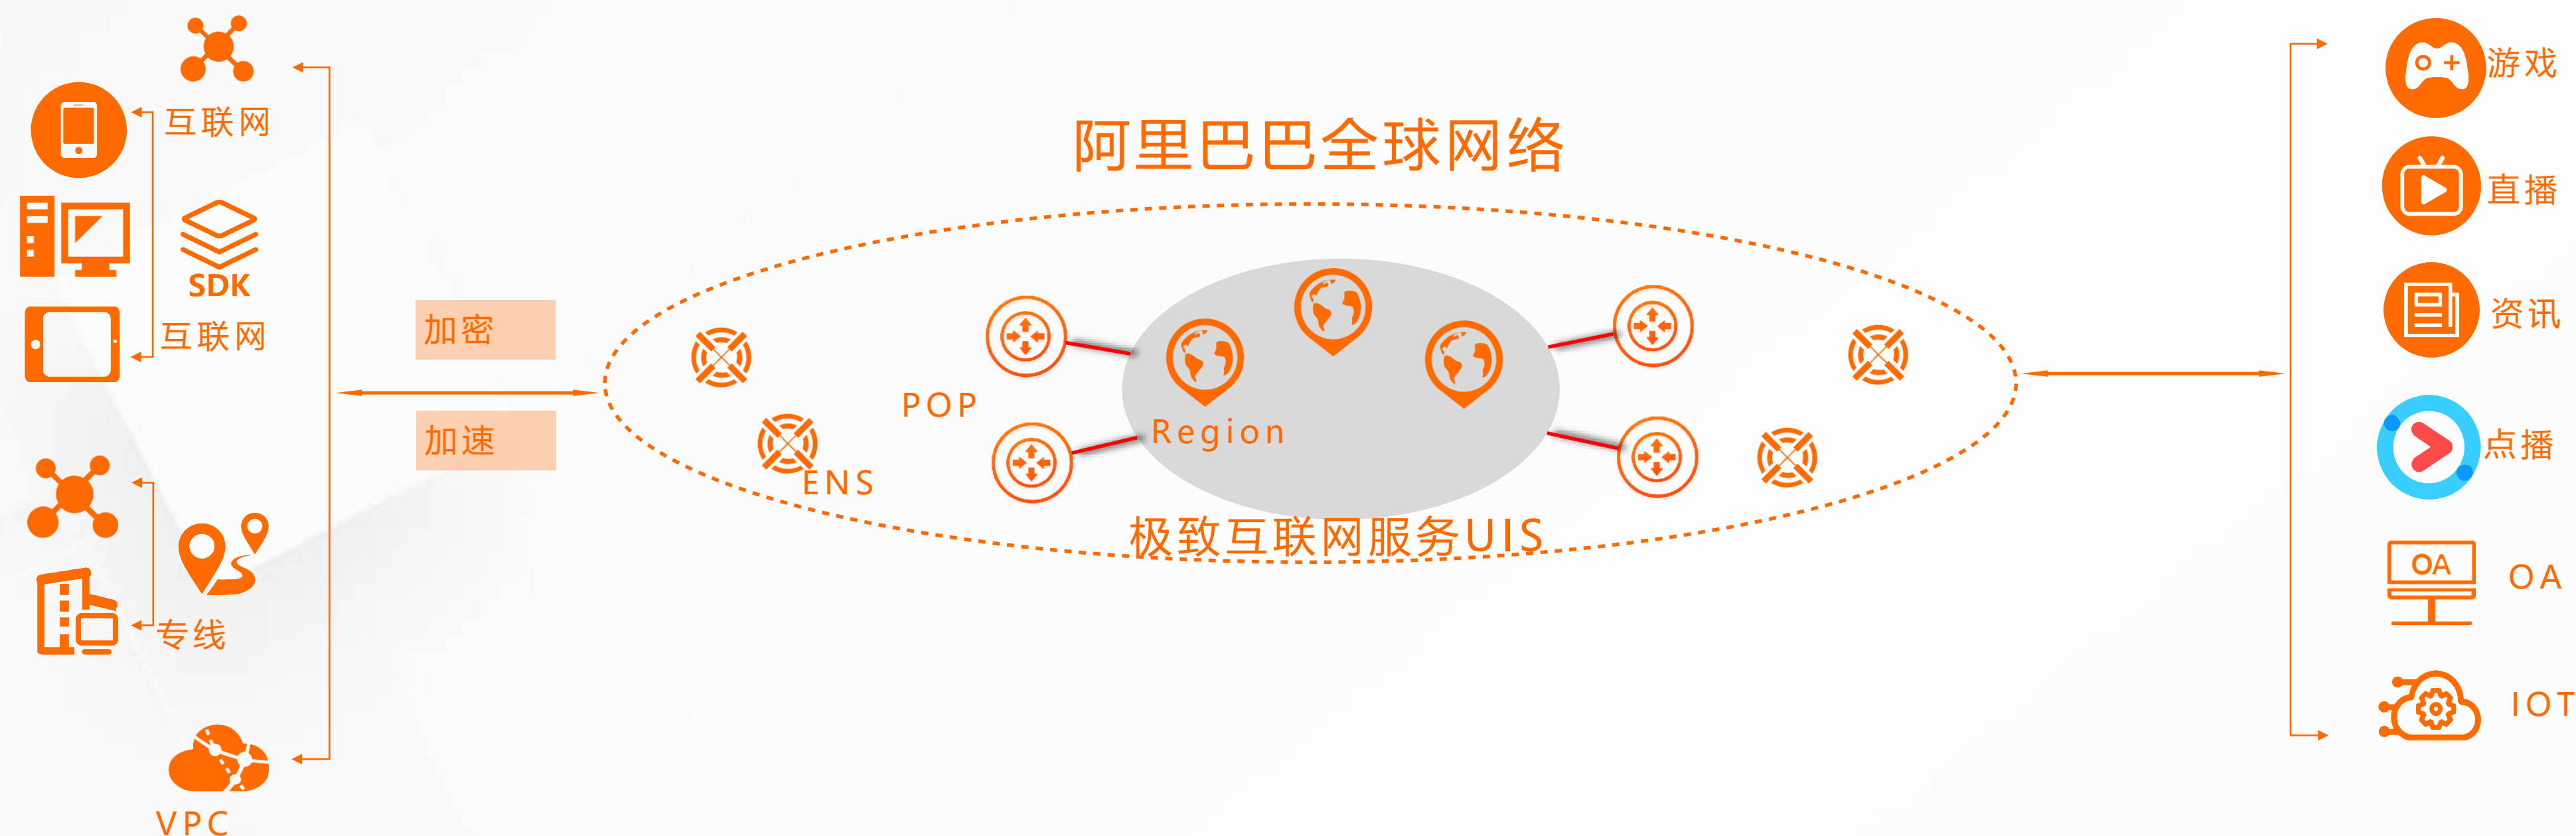 互联网
SDK
互联网
专线
VPC
加密
加速
阿里巴巴全球网络
POP
ENS
Region
极致互联网服务UIS
游戏
直播
资讯
点播
OA
OA
IOT